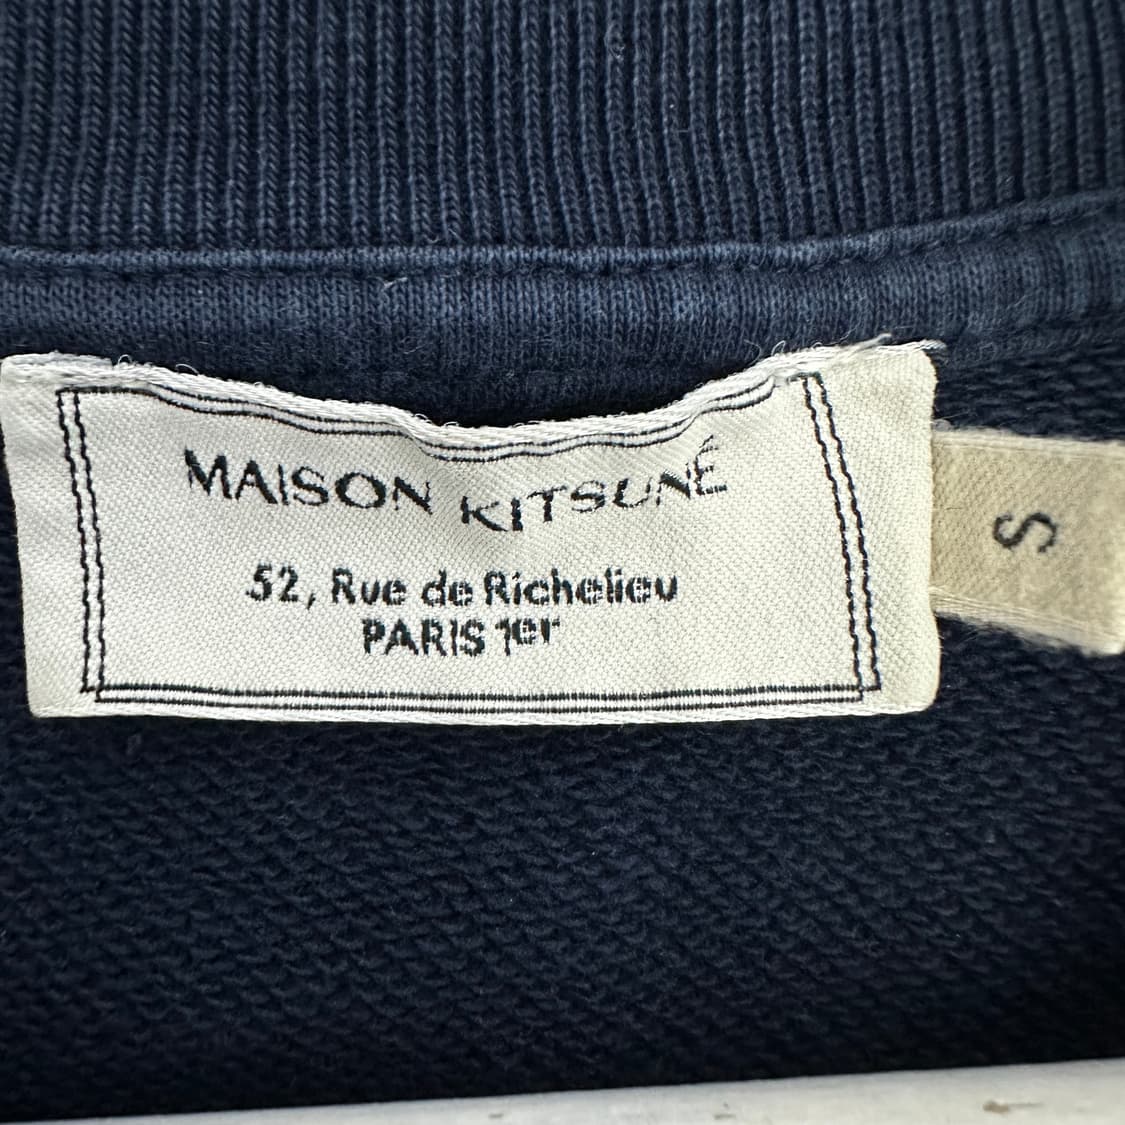 MAISON KITSUNÉ
52, Rue de Richelieu
PARIS 1er
S